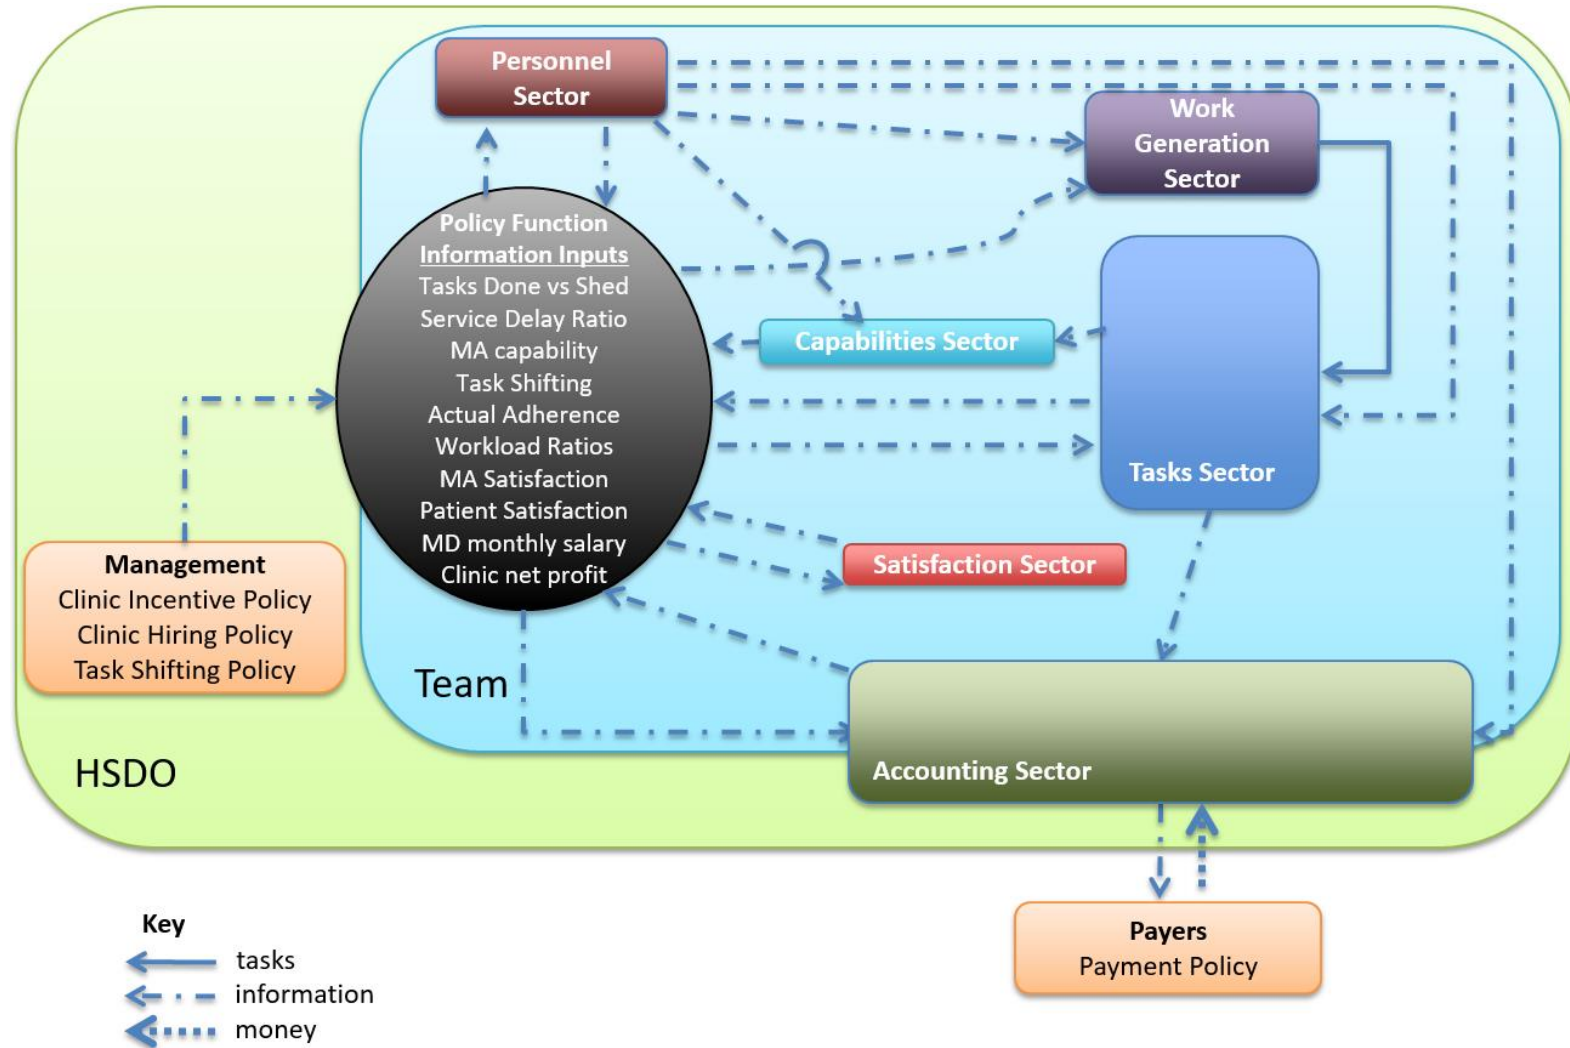 Personnel
Sector
Work
Generation
Sector
Policy Function
Information Inputs
Tasks Done vs Shed
Service Delay Ratio
MA capability
Task Shifting
Actual Adherence
Workload Ratios
MA Satisfaction
Patient Satisfaction
MD monthly salary
Clinic net profit
Capabilities Sector
Tasks Sector
Satisfaction Sector
Management
Clinic Incentive Policy
Clinic Hiring Policy
Task Shifting Policy
Team
HSDO
Accounting Sector
Payers
Payment Policy
Key
tasks
information
money